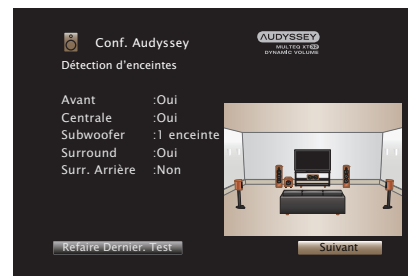 Conf. Audyssey
AUDYSSEY
MULTEQ XT32
DYNAMIC VOLUME
Détection d'enceintes
Avant :Oui
Centrale :Oui
Subwoofer :1 enceinte
Surround :Oui
Surr. Arrière :Non
Refaire Dernier. Test
Suivant